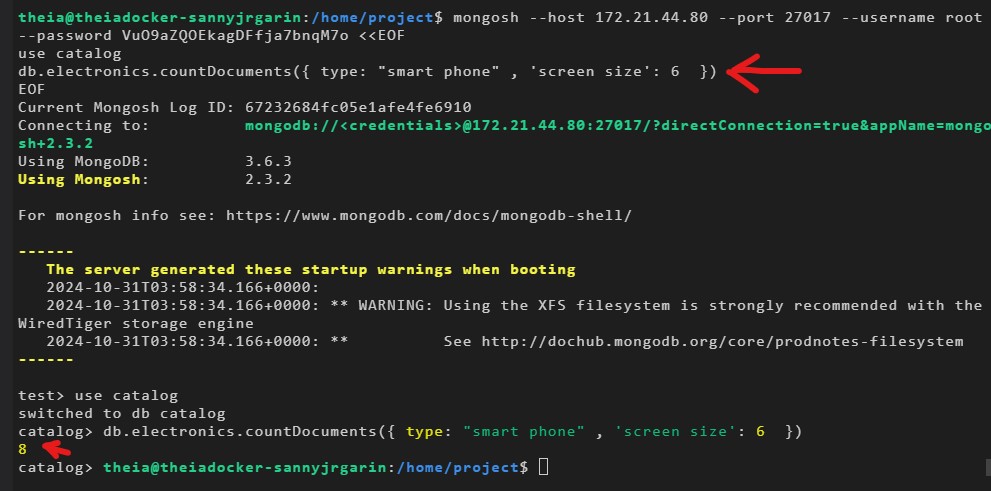 theia@theiadocker-sannyjrgarin:/home/project$ mongosh --host 172.21.44.80 --port 27017 --username root
--password VuO9aZQOEkagDFfja7bnqM7o <<EOF
use catalog
db.electronics.countDocuments({ type: "smart phone" , 'screen size': 6  })
EOF
Current Mongosh Log ID: 67232684fc05e1afe4fe6910
Connecting to:          mongodb://<credentials>@172.21.44.80:27017/?directConnection=true&appName=mongo
sh+2.3.2
Using MongoDB:          3.6.3
Using Mongosh:          2.3.2
For mongosh info see: https://www.mongodb.com/docs/mongodb-shell/
------
   The server generated these startup warnings when booting
   2024-10-31T03:58:34.166+0000:
   2024-10-31T03:58:34.166+0000: ** WARNING: Using the XFS filesystem is strongly recommended with the
WiredTiger storage engine
   2024-10-31T03:58:34.166+0000: **          See http://dochub.mongodb.org/core/prodnotes-filesystem
------
test> use catalog
switched to db catalog
catalog> db.electronics.countDocuments({ type: "smart phone" , 'screen size': 6  })
8
catalog> theia@theiadocker-sannyjrgarin:/home/project$